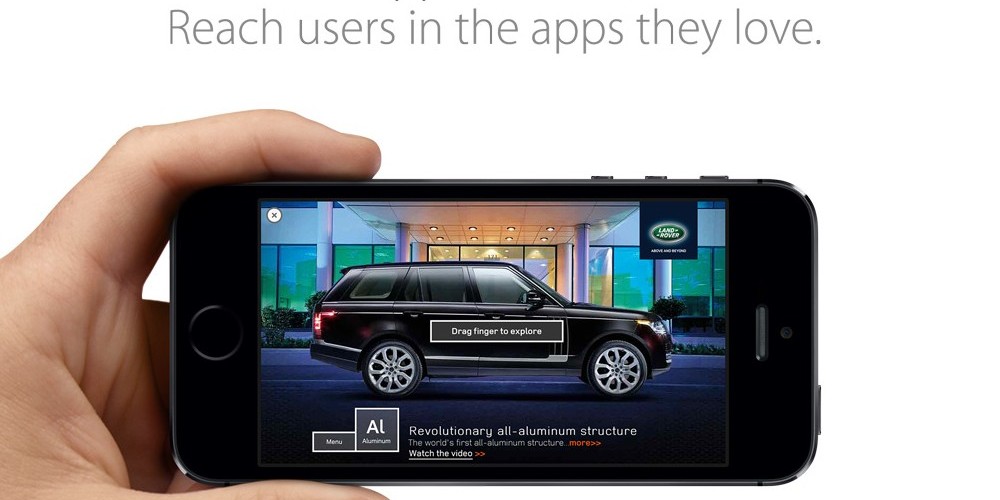 Reach users in the apps they love.
LAND-
ROVER
ABOVE AND BEYOND
Drag finger to explore
Al
Aluminum
Menu
Revolutionary all-aluminum structure
The world's first all-aluminum structure...more>>
Watch the video >>